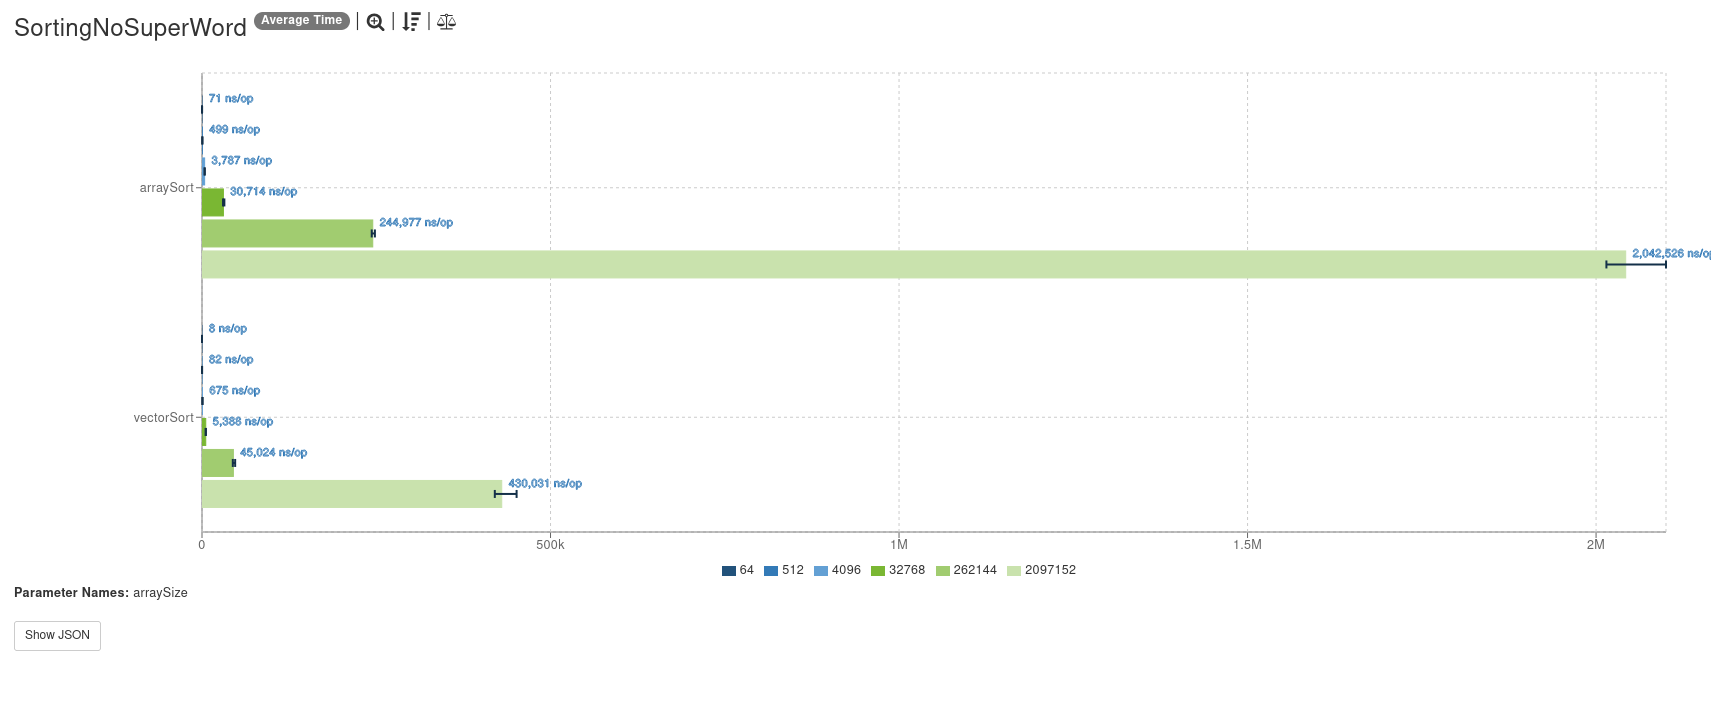 SortingNoSuperWord Average Time
71 ns/op
499 ns/op
3,787 ns/op
arraySort
30,714 ns/op
244,977 ns/op
2,042,526 ns/op
8 ns/op
82 ns/op
675 ns/op
vectorSort
5,388 ns/op
45,024 ns/op
430,031 ns/op
0 500k 1M 1.5M 2M
64 512 4096 32768 262144 2097152
Parameter Names: arraySize
Show JSON